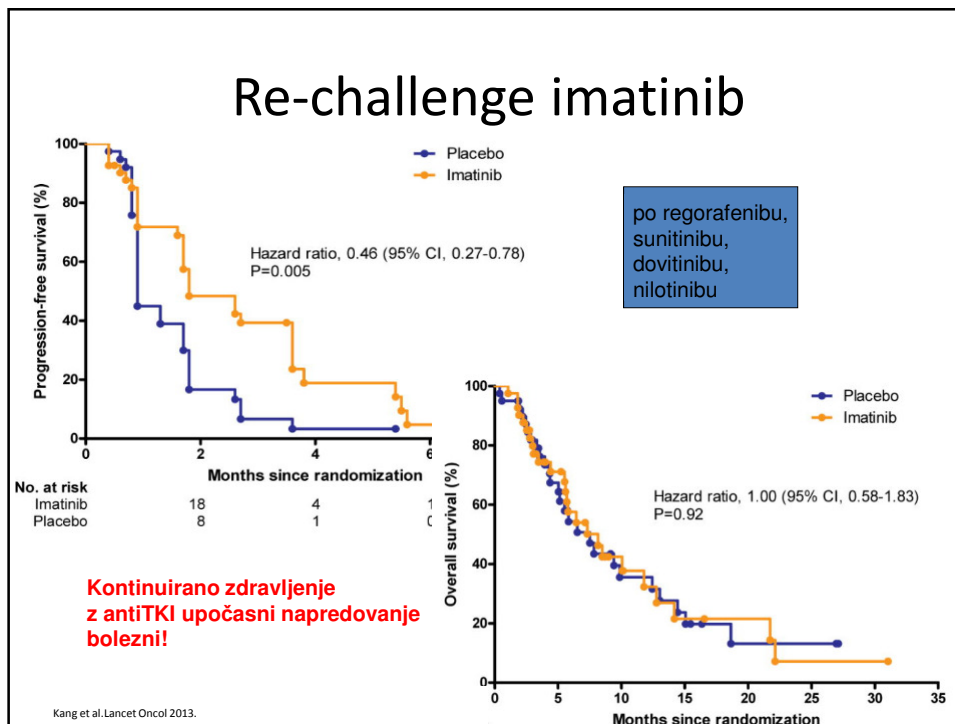 Re-challenge imatinib
100
80
60
40
20
0
Progression-free survival (%)
Placebo
Imatinib
Hazard ratio, 0.46 (95% CI, 0.27-0.78)
P=0.005
0 2 4 6
Months since randomization
No. at risk
Imatinib 18 4 1
Placebo 8 1
po regorafenibu,
sunitinibu,
dovitinibu,
nilotinibu
100
80
60
40
20
0
Overall survival (%)
Placebo
Imatinib
Hazard ratio, 1.00 (95% CI, 0.58-1.83)
P=0.92
0 5 10 15 20 25 30 35
Months since randomization
Kontinuirano zdravljenje
z antiTKI upočasni napredovanje
bolezni!
Kang et al.Lancet Oncol 2013.